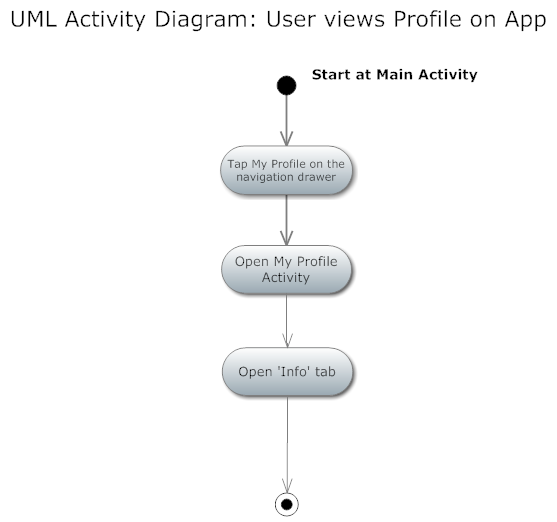 UML Activity Diagram: User views Profile on App
Start at Main Activity
Tap My Profile on the
navigation drawer
Open My Profile
Activity
Open 'Info' tab